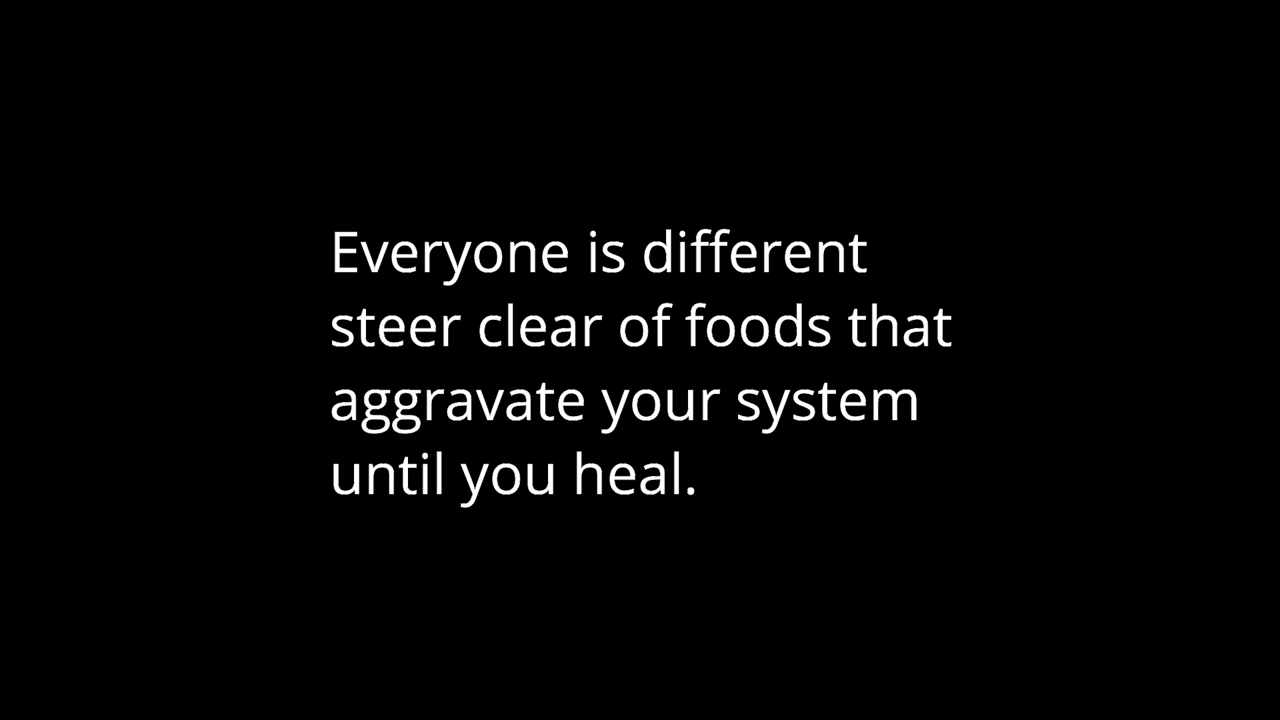 Everyone is different
steer clear of foods that
aggravate your system
until you heal.